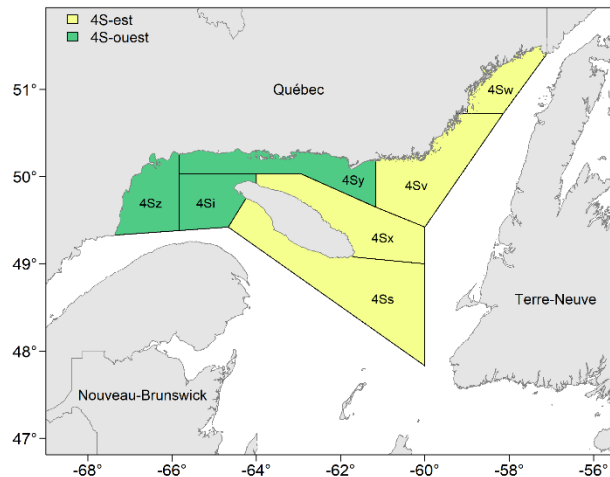 4S-est
4S-ouest
51°
50°
49°
48°
47°
Québec
4Sw
4Sz
4Si
4Sy
4Sv
4Sx
4Ss
Terre-Neuve
Nouveau-Brunswick
-68°
-66°
-64°
-62°
-60°
-58°
-56°